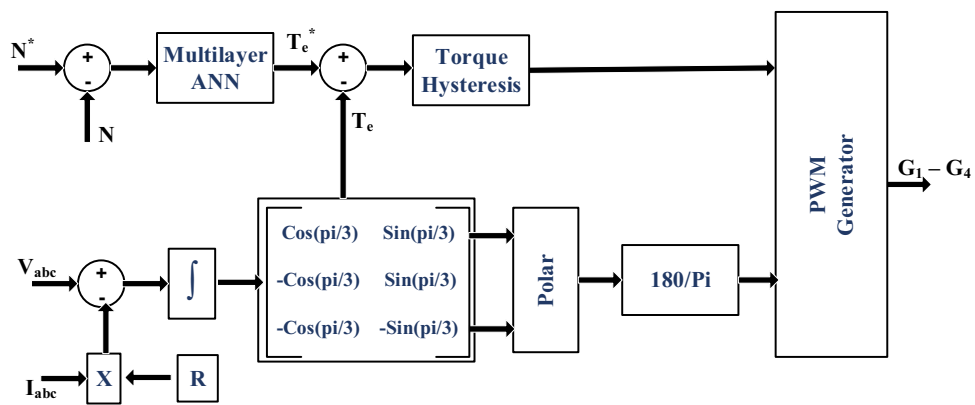 N*
+
-
N
Multilayer
ANN
Te*
+
-
Te
Torque
Hysteresis
PWM
Generator
G1 – G4
Vabc
+
-
∫
Cos(pi/3) Sin(pi/3)
-Cos(pi/3) Sin(pi/3)
-Cos(pi/3) -Sin(pi/3)
Polar
180/Pi
Iabc
X
R